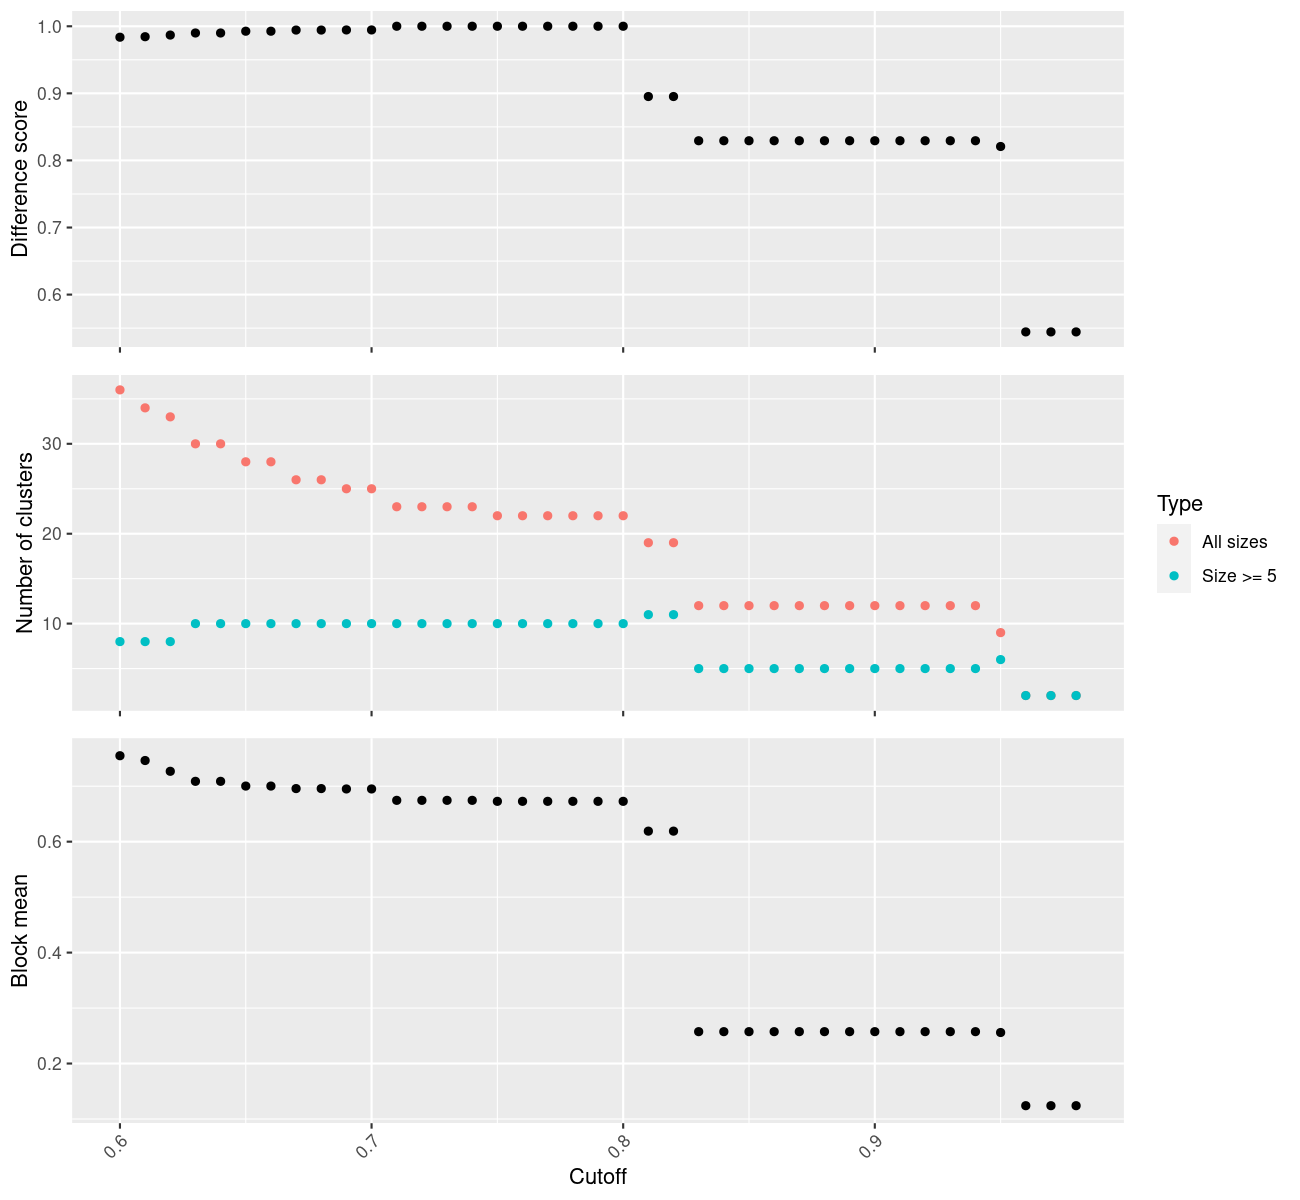 Difference score
1.0
0.9
0.8
0.7
0.6
Number of clusters
30
20
10
Type
All sizes
Size >= 5
Block mean
0.6
0.4
0.2
0.6
0.7
0.8
0.9
Cutoff